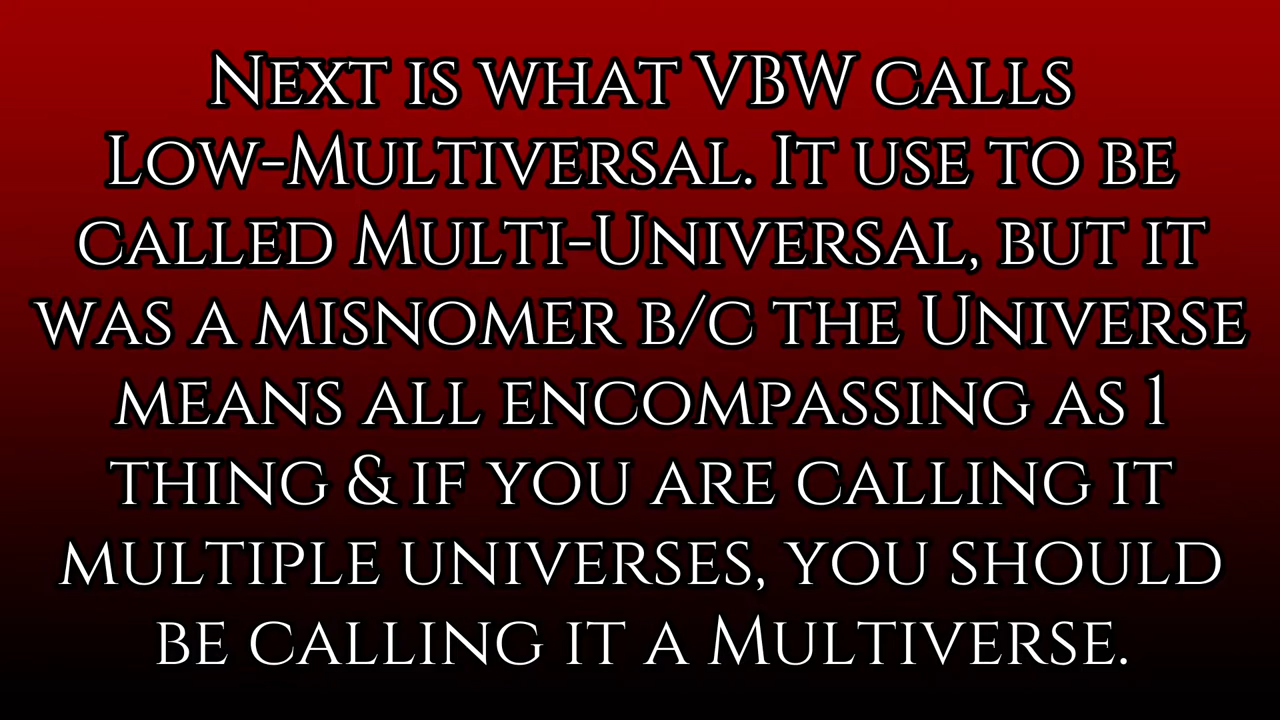 Next is what VBW calls
Low-Multiversal. It use to be
called Multi-Universal, but it
was a misnomer b/c the Universe
means all encompassing as 1
thing & if you are calling it
multiple universes, you should
be calling it a Multiverse.